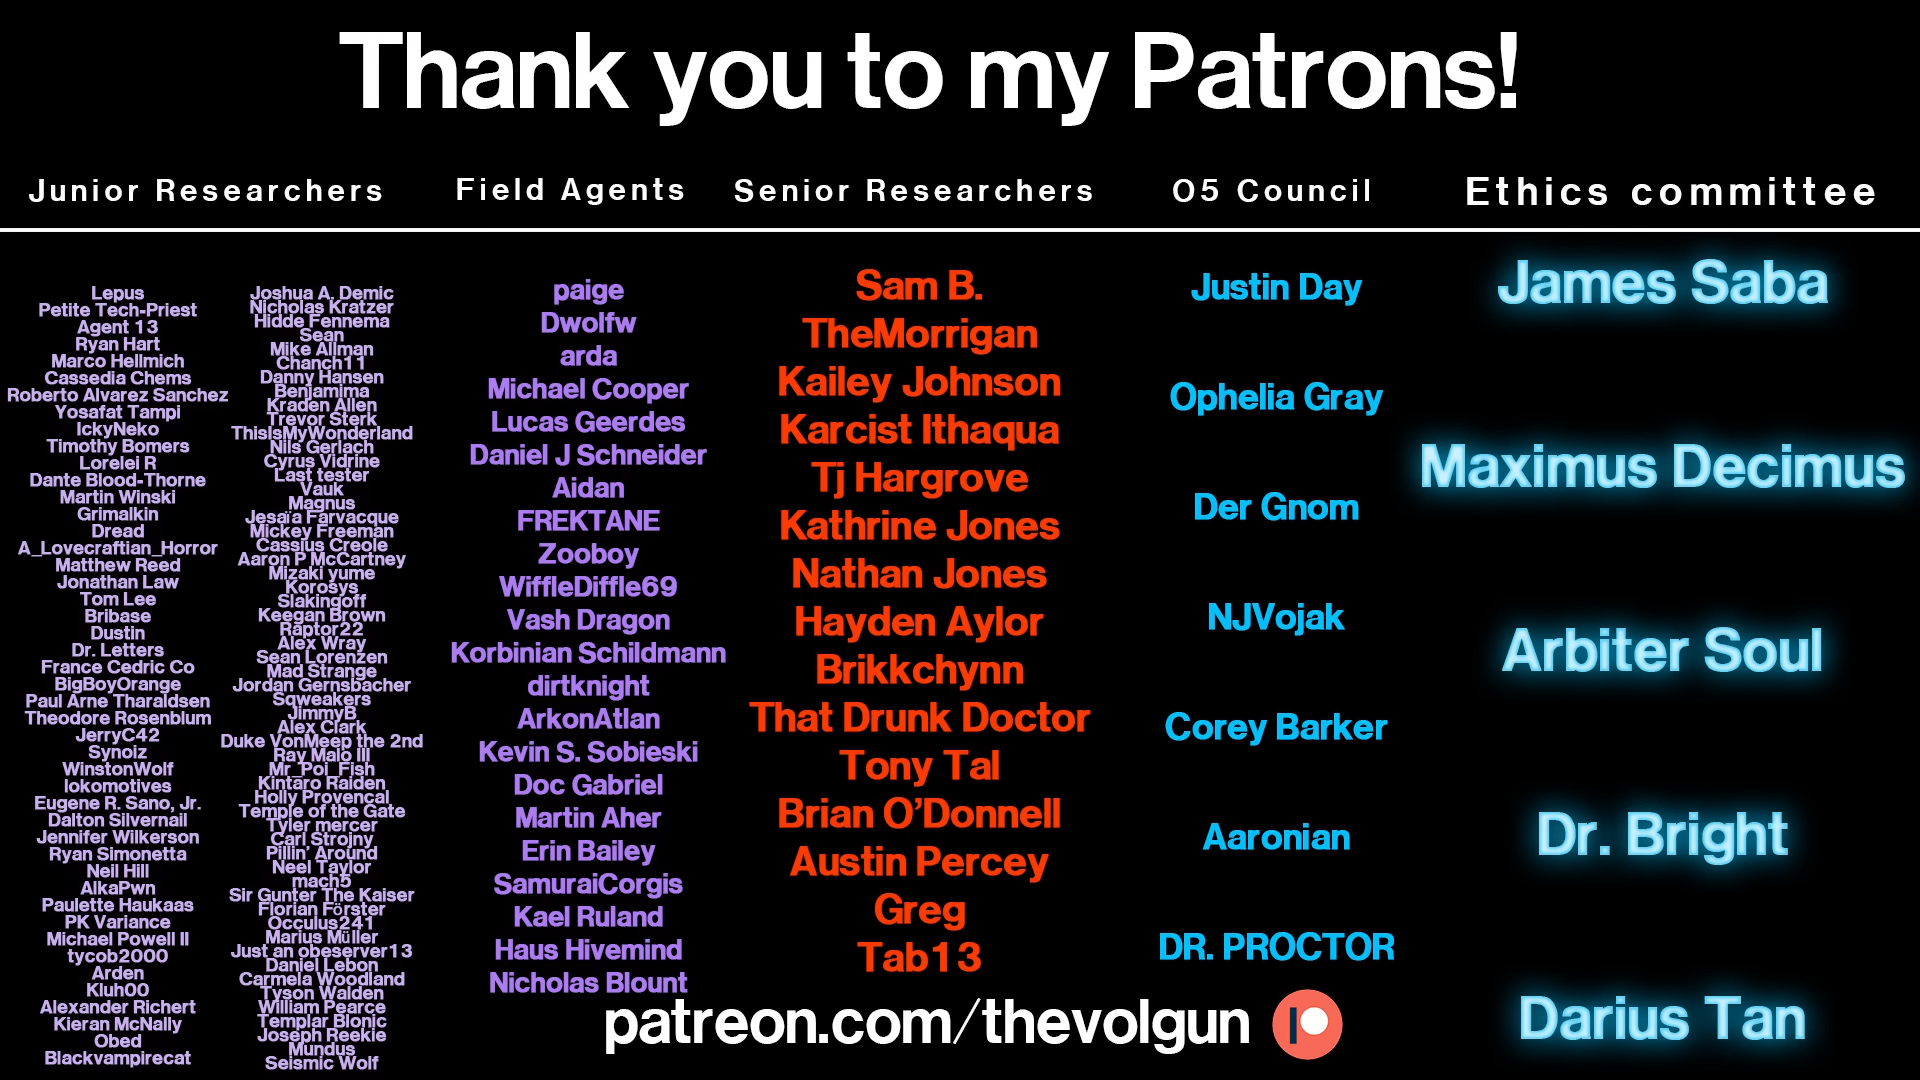 Thank you to my Patrons!
Junior Researchers
Field Agents
Senior Researchers
O5 Council
Ethics committee
Lepus
Petite Tech-Priest
Agent 13
Ryan Hart
Marco Hellmich
Cassedia Chems
Roberto Alvarez Sanchez
Yosafat Tampi
IckyNeko
Timothy Bomers
Lorelei R
Dante Blood-Thorne
Martin Winski
Grimalkin
Dread
A_Lovecraftian_Horror
Matthew Reed
Jonathan Law
Tom Lee
Bribase
Dustin
Dr. Letters
France Cedric Co
BigBoyOrange
Paul Arne Tharaldsen
Theodore Rosenblum
JerryC42
Synoiz
WinstonWolf
lokomotives
Eugene R. Sano, Jr.
Dalton Silvernail
Jennifer Wilkerson
Ryan Simonetta
Neil Hill
AlkaPwn
Paulette Haukaas
PK Variance
Michael Powell II
tycob2000
Arden
Kluh00
Alexander Richert
Kieran McNally
Obed
Blackvampirecat
Joshua A. Demic
Nicholas Kratzer
Hidde Fennema
Sean
Mike Allman
Chanch11
Danny Hansen
Benjamima
Kraden Allen
Trevor Sterk
ThisIsMyWonderland
Nils Gerlach
Cyrus Vidrine
Last tester
Vauk
Magnus
Jesaïa Farvacque
Mickey Freeman
Cassius Creole
Aaron P McCartney
Mizaki yume
Korosys
Slakingoff
Keegan Brown
Raptor22
Alex Wray
Sean Lorenzen
Mad Strange
Jordan Gernsbacher
Sqweakers
JimmyB
Alex Clark
Duke VonMeep the 2nd
Ray Malo III
Mr_Poi_Fish
Kintaro Raiden
Holly Provencal
Temple of the Gate
Tyler mercer
Carl Strojny
Pillin' Around
Neel Taylor
mach5
Sir Gunter The Kaiser
Florian Förster
Occulus241
Marius Müller
Just an obeserver13
Daniel Lebon
Carmela Woodland
Tyson Walden
William Pearce
Templar Bionic
Joseph Reekie
Mundus
Seismic Wolf
paige
Dwolfw
arda
Michael Cooper
Lucas Geerdes
Daniel J Schneider
Aidan
FREKTANE
Zooboy
WiffleDiffle69
Vash Dragon
Korbinian Schildmann
dirtknight
ArkonAtlan
Kevin S. Sobieski
Doc Gabriel
Martin Aher
Erin Bailey
SamuraiCorgis
Kael Ruland
Haus Hivemind
Nicholas Blount
Sam B.
TheMorrigan
Kailey Johnson
Karcist Ithaqua
Tj Hargrove
Kathrine Jones
Nathan Jones
Hayden Aylor
Brikkchynn
That Drunk Doctor
Tony Tal
Brian O’Donnell
Austin Percey
Greg
Tab13
Justin Day
Ophelia Gray
Der Gnom
NJVojak
Corey Barker
Aaronian
DR. PROCTOR
James Saba
Maximus Decimus
Arbiter Soul
Dr. Bright
Darius Tan
patreon.com/thevolgun